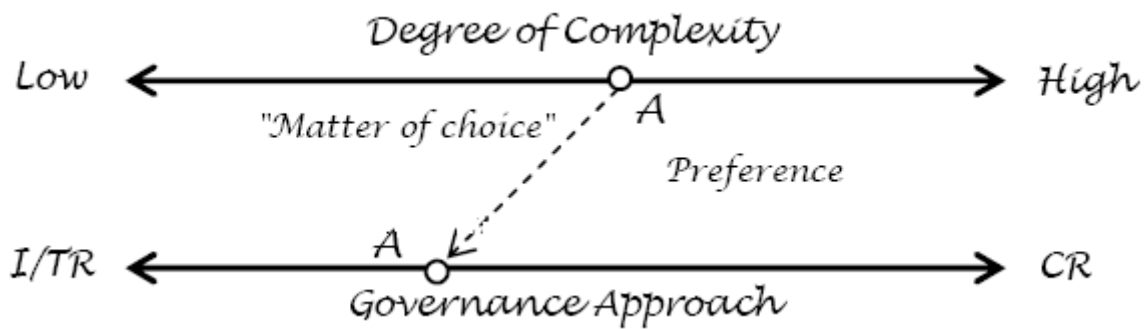 Degree of Complexity
Low High
A
"Matter of choice"
Preference
A
I/TR CR
Governance Approach